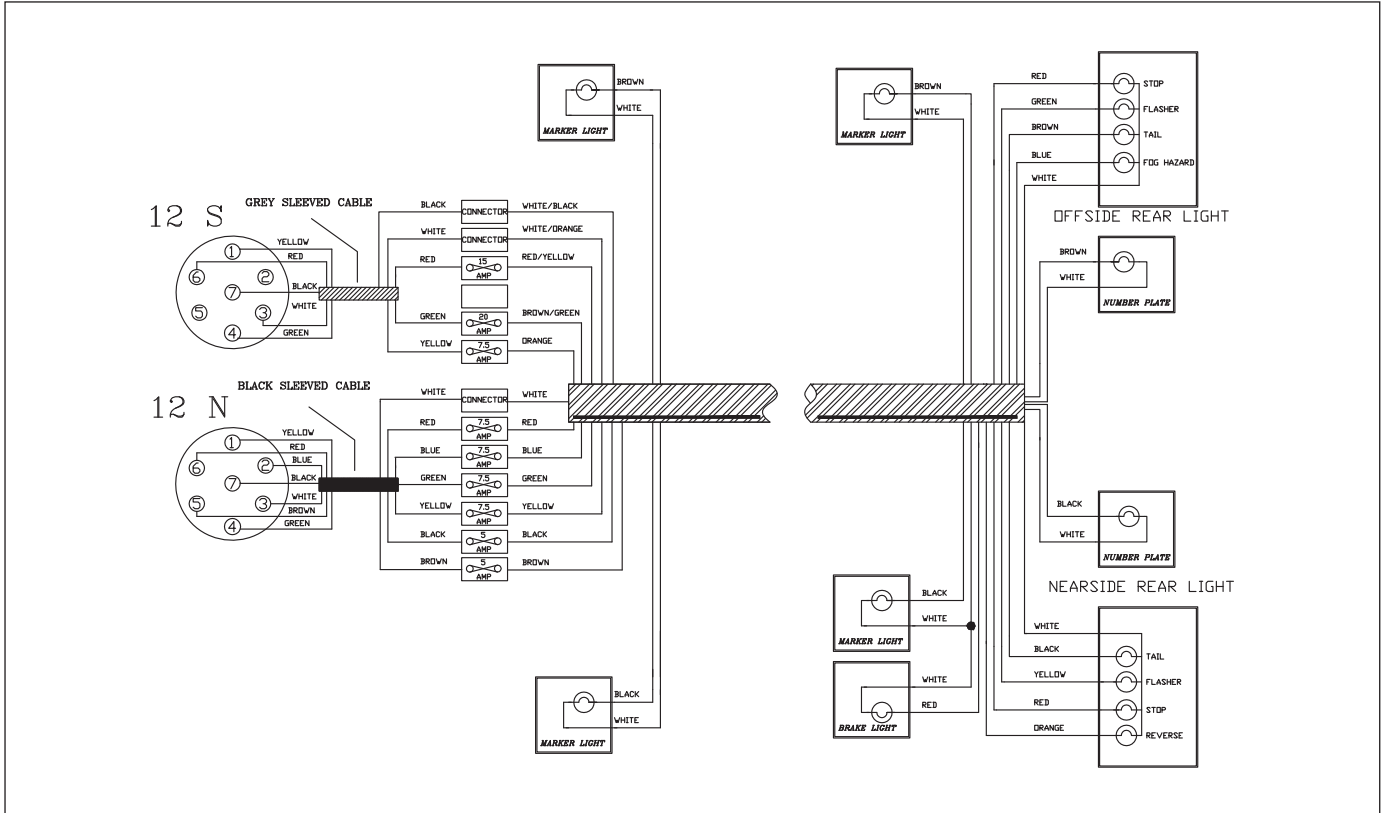 BROWN
WHITE
MARKER LIGHT
BROWN
WHITE
MARKER LIGHT
RED
STOP
GREEN
FLASHER
BROWN
TAIL
BLUE
FOG HAZARD
WHITE
OFFSIDE REAR LIGHT
12 S
GREY SLEEVED CABLE
YELLOW
RED
BLACK
WHITE
GREEN
1
6
2
7
5
3
4
BLACK
CONNECTOR
WHITE/BLACK
WHITE
CONNECTOR
WHITE/ORANGE
RED
15
AMP
RED/YELLOW
GREEN
20
AMP
BROWN/GREEN
YELLOW
7.5
AMP
ORANGE
BROWN
WHITE
NUMBER PLATE
12 N
BLACK SLEEVED CABLE
YELLOW
RED
BLUE
BLACK
WHITE
BROWN
GREEN
1
6
2
7
5
3
4
WHITE
CONNECTOR
WHITE
RED
7.5
AMP
RED
BLUE
7.5
AMP
BLUE
GREEN
7.5
AMP
GREEN
YELLOW
7.5
AMP
YELLOW
BLACK
5
AMP
BLACK
BROWN
5
AMP
BROWN
BLACK
WHITE
NUMBER PLATE
NEARSIDE REAR LIGHT
BLACK
WHITE
MARKER LIGHT
WHITE
RED
BRAKE LIGHT
BLACK
WHITE
MARKER LIGHT
WHITE
BLACK
TAIL
YELLOW
FLASHER
RED
STOP
ORANGE
REVERSE